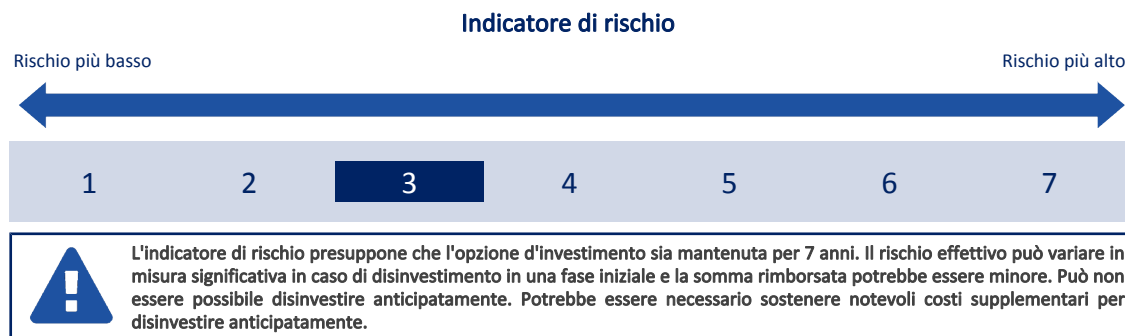 Indicatore di rischio
Rischio più basso
Rischio più alto
1 2 3 4 5 6 7
L'indicatore di rischio presuppone che l'opzione d'investimento sia mantenuta per 7 anni. Il rischio effettivo può variare in
misura significativa in caso di disinvestimento in una fase iniziale e la somma rimborsata potrebbe essere minore. Può non
essere possibile disinvestire anticipatamente. Potrebbe essere necessario sostenere notevoli costi supplementari per
disinvestire anticipatamente.